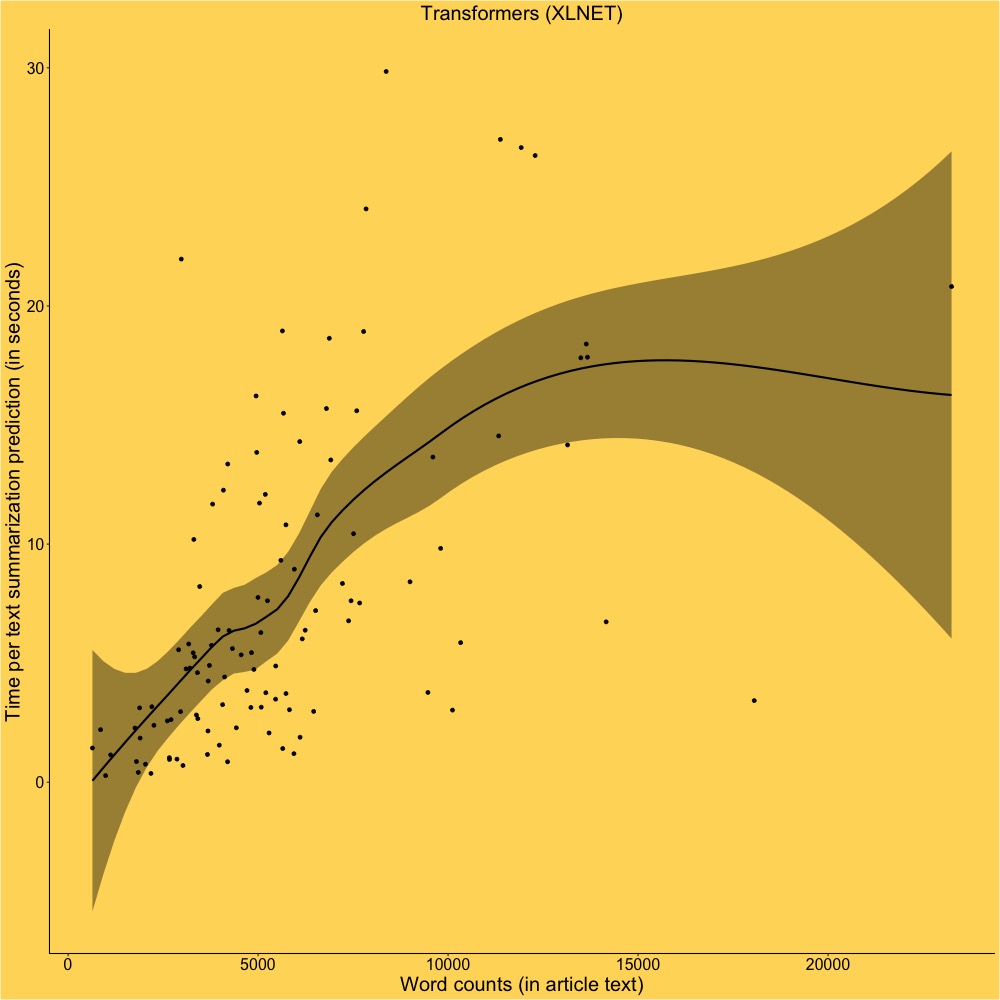 Transformers (XLNET)
Time per text summarization prediction (in seconds)
30
20
10
0
0 5000 10000 15000 20000
Word counts (in article text)